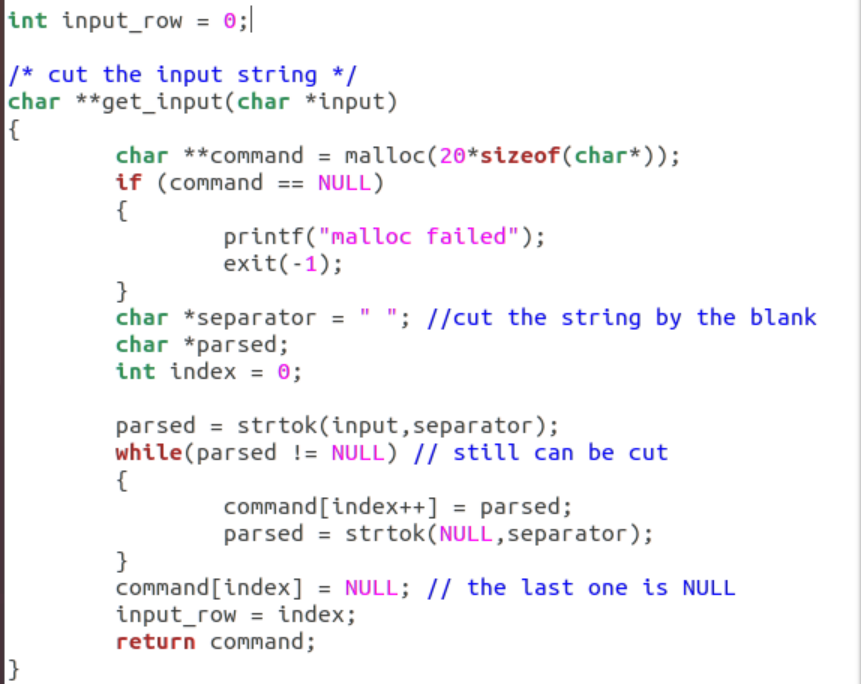 int input_row = 0;
/* cut the input string */
char **get_input(char *input)
{
char **command = malloc(20*sizeof(char*));
if (command == NULL)
{
printf("malloc failed");
exit(-1);
}
char *separator = " "; //cut the string by the blank
char *parsed;
int index = 0;
parsed = strtok(input,separator);
while(parsed != NULL) // still can be cut
{
command[index++] = parsed;
parsed = strtok(NULL,separator);
}
command[index] = NULL; // the last one is NULL
input_row = index;
return command;
}